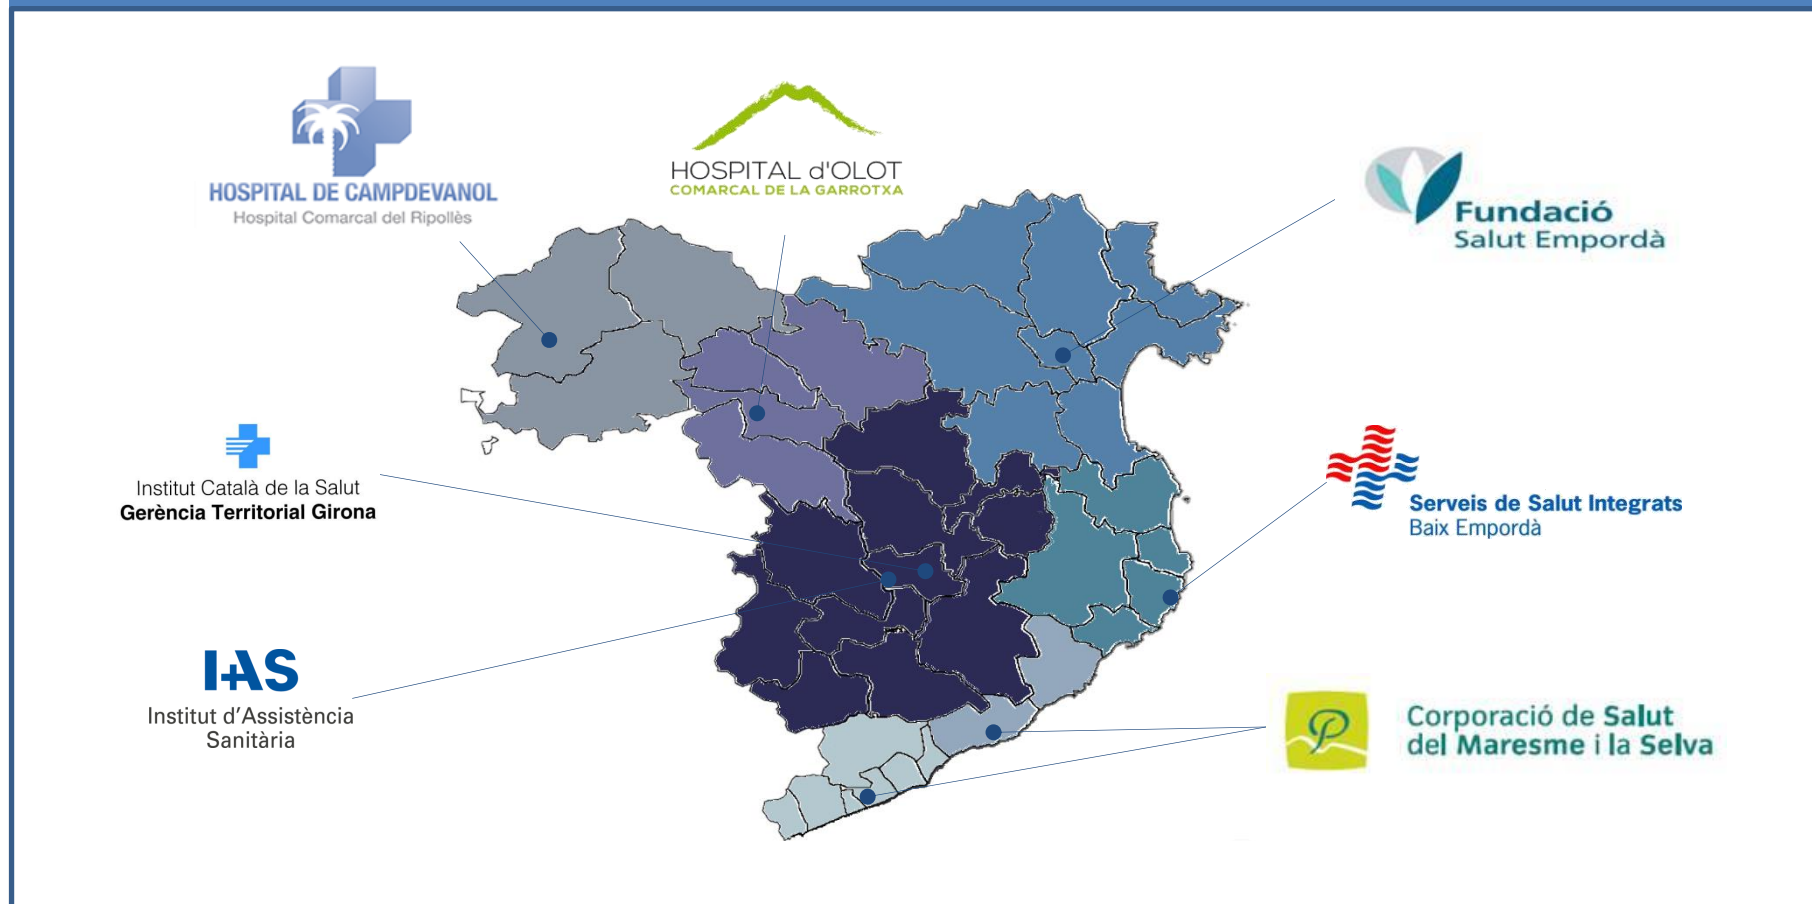 HOSPITAL DE CAMPDEVANOL
Hospital Comarcal del Ripollès
HOSPITAL d'OLOT
COMARCAL DE LA GARROTXA
Fundació
Salut Empordà
Institut Català de la Salut
Gerència Territorial Girona
Serveis de Salut Integrats
Baix Empordà
IAS
Institut d'Assistència
Sanitària
Corporació de Salut
del Maresme i la Selva